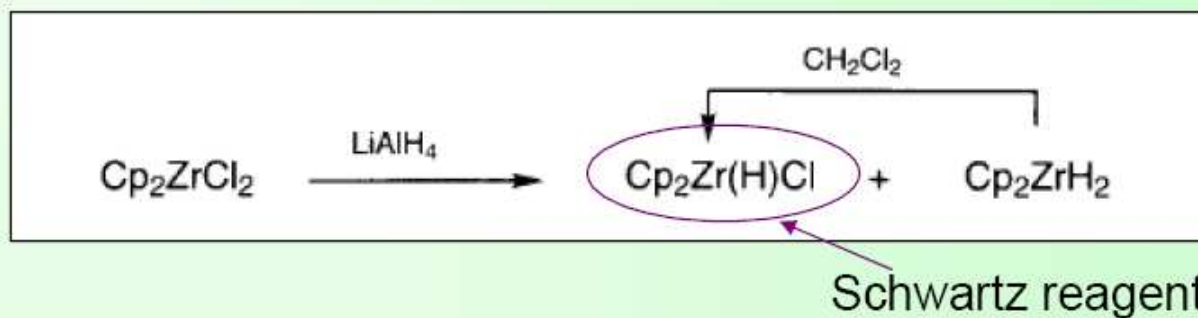 CH₂Cl₂
LiAlH₄
Cp₂ZrCl₂ Cp₂Zr(H)Cl + Cp₂ZrH₂
Schwartz reagent